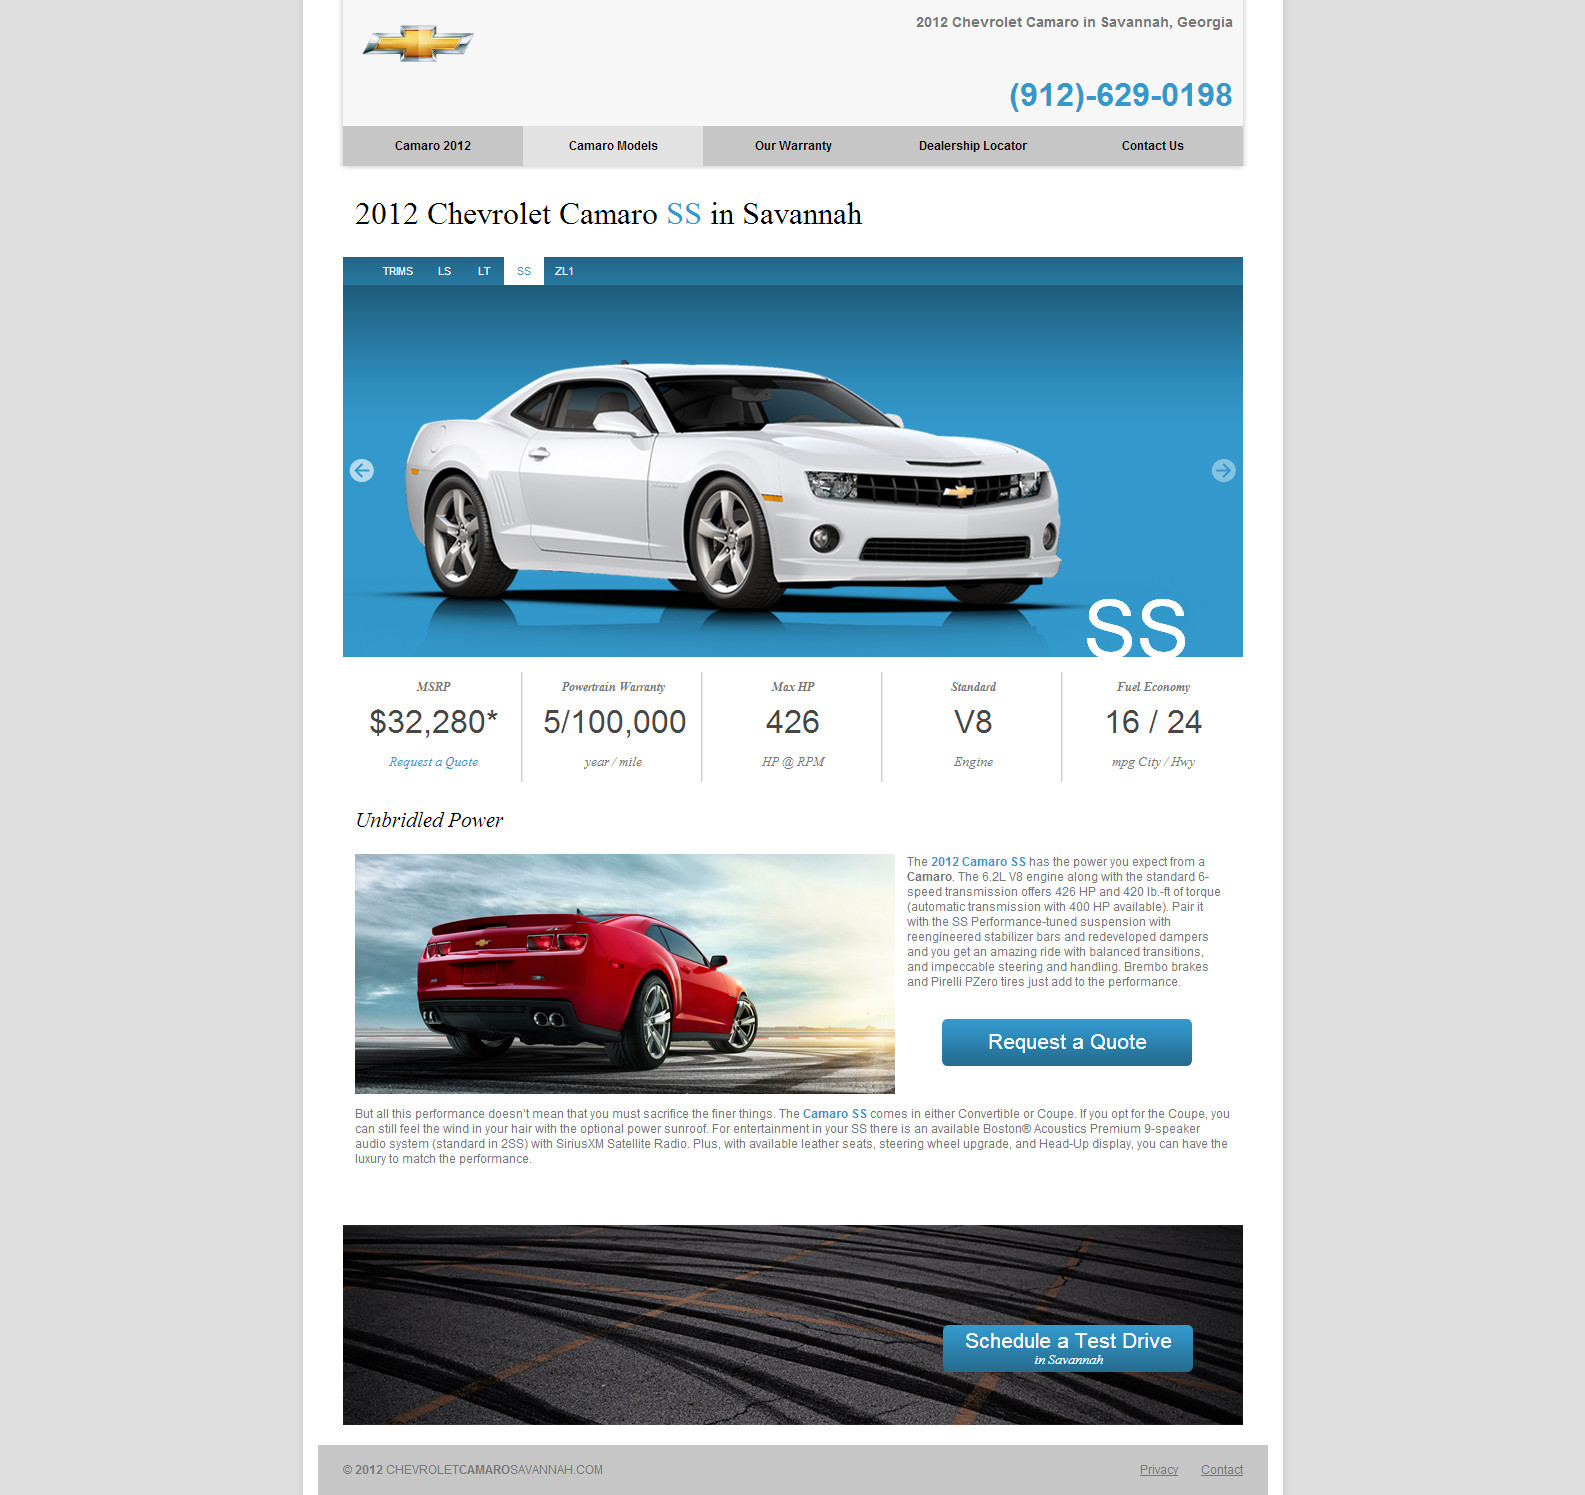 2012 Chevrolet Camaro in Savannah, Georgia
(912)-629-0198
Camaro 2012 Camaro Models Our Warranty Dealership Locator Contact Us
2012 Chevrolet Camaro SS in Savannah
TRIMS LS LT SS ZL1
SS
MSRP Powertrain Warranty Max HP Standard Fuel Economy
$32,280* 5/100,000 426 V8 16 / 24
Request a Quote year / mile HP @ RPM Engine mpg City / Hwy
Unbridled Power
The 2012 Camaro SS has the power you expect from a
Camaro. The 6.2L V8 engine along with the standard 6-
speed transmission offers 426 HP and 420 lb.-ft of torque
(automatic transmission with 400 HP available). Pair it
with the SS Performance-tuned suspension with
reengineered stabilizer bars and redeveloped dampers
and you get an amazing ride with balanced transitions,
and impeccable steering and handling. Brembo brakes
and Pirelli PZero tires just add to the performance.
Request a Quote
But all this performance doesn't mean that you must sacrifice the finer things. The Camaro SS comes in either Convertible or Coupe. If you opt for the Coupe, you
can still feel the wind in your hair with the optional power sunroof. For entertainment in your SS there is an available Boston® Acoustics Premium 9-speaker
audio system (standard in 2SS) with SiriusXM Satellite Radio. Plus, with available leather seats, steering wheel upgrade, and Head-Up display, you can have the
luxury to match the performance.
Schedule a Test Drive
in Savannah
© 2012 CHEVROLETCAMAROSAVANNAH.COM Privacy Contact